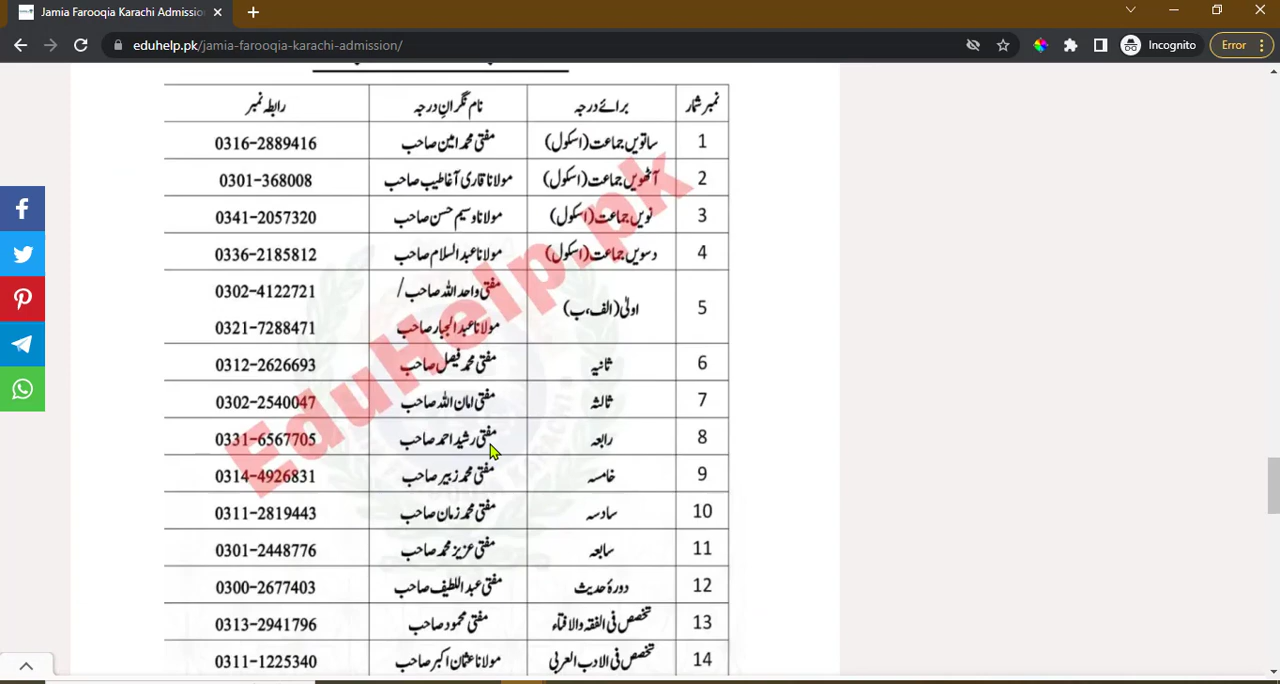 Jamia Farooqia Karachi Admissio
eduhelp.pk/jamia-farooqia-karachi-admission/
Incognito
Error
نمبر شمار برائے درجہ نام نگرانِ درجہ رابطہ نمبر
1 ساتویں جماعت (اسکول) مفتی محمد امین صاحب 0316-2889416
2 آٹھویں جماعت (اسکول) مولانا قاری آغا طیب صاحب 0301-368008
3 نویں جماعت (اسکول) مولانا وسیم حسن صاحب 0341-2057320
4 دسویں جماعت (اسکول) مولانا عبد السلام صاحب 0336-2185812
5 اولیٰ (الف، ب) مفتی واحد اللہ صاحب / 0302-4122721
مولانا عبد الجبار صاحب 0321-7288471
6 ثانیہ مفتی محمد فیصل صاحب 0312-2626693
7 ثالثہ مفتی امان اللہ صاحب 0302-2540047
8 رابعہ مفتی رشید احمد صاحب 0331-6567705
9 خامسہ مفتی محمد زبیر صاحب 0314-4926831
10 سادسہ مفتی محمد زمان صاحب 0311-2819443
11 سابعہ مفتی عزیز محمد صاحب 0301-2448776
12 دورۂ حدیث مفتی عبد اللطیف صاحب 0300-2677403
13 تخصص فی الفقہ والافتاء مفتی محمود صاحب 0313-2941796
14 تخصص فی الادب العربی مولانا عثمان اکبر صاحب 0311-1225340
EduHelp.pk